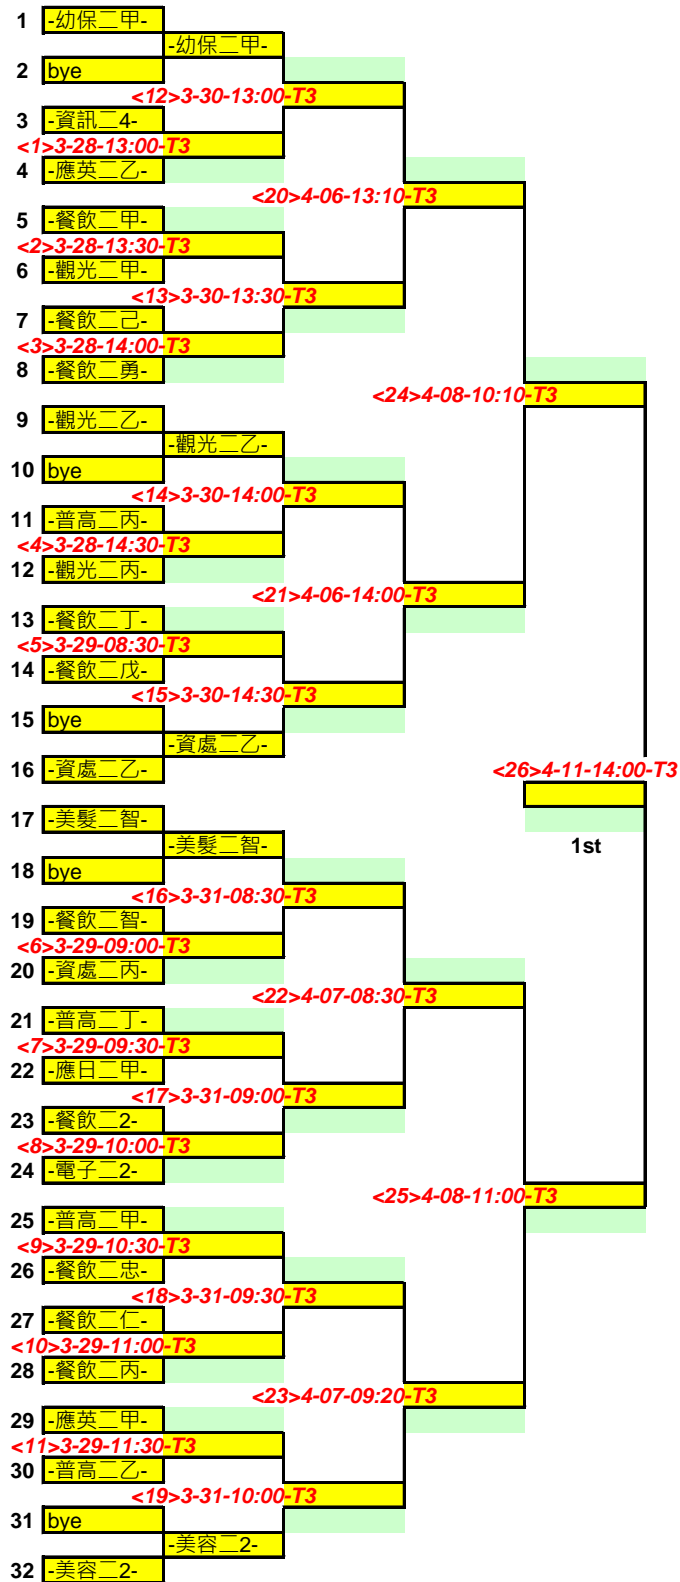 1 -幼保二甲-
-幼保二甲-
2 bye
<12>3-30-13:00-T3
3 -資訊二4-
<1>3-28-13:00-T3
4 -應英二乙-
<20>4-06-13:10-T3
5 -餐飲二甲-
<2>3-28-13:30-T3
6 -觀光二甲-
<13>3-30-13:30-T3
7 -餐飲二己-
<3>3-28-14:00-T3
8 -餐飲二勇-
<24>4-08-10:10-T3
9 -觀光二乙-
-觀光二乙-
10 bye
<14>3-30-14:00-T3
11 -普高二丙-
<4>3-28-14:30-T3
12 -觀光二丙-
<21>4-06-14:00-T3
13 -餐飲二丁-
<5>3-29-08:30-T3
14 -餐飲二戊-
<15>3-30-14:30-T3
15 bye
-資處二乙-
16 -資處二乙-
<26>4-11-14:00-T3
17 -美髮二智-
-美髮二智-
1st
18 bye
<16>3-31-08:30-T3
19 -餐飲二智-
<6>3-29-09:00-T3
20 -資處二丙-
<22>4-07-08:30-T3
21 -普高二丁-
<7>3-29-09:30-T3
22 -應日二甲-
<17>3-31-09:00-T3
23 -餐飲二2-
<8>3-29-10:00-T3
24 -電子二2-
<25>4-08-11:00-T3
25 -普高二甲-
<9>3-29-10:30-T3
26 -餐飲二忠-
<18>3-31-09:30-T3
27 -餐飲二仁-
<10>3-29-11:00-T3
28 -餐飲二丙-
<23>4-07-09:20-T3
29 -應英二甲-
<11>3-29-11:30-T3
30 -普高二乙-
<19>3-31-10:00-T3
31 bye
-美容二2-
32 -美容二2-